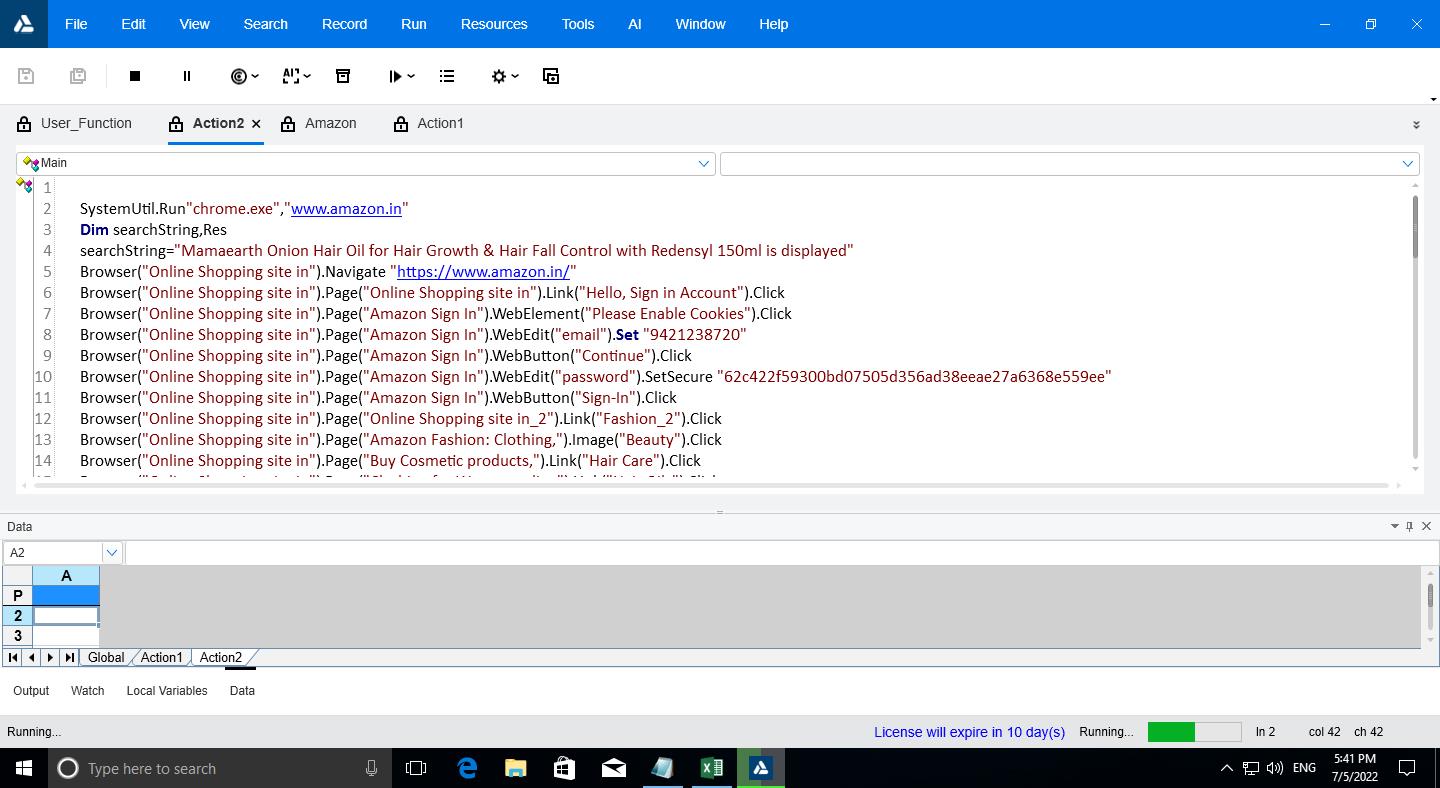 File Edit View Search Record Run Resources Tools AI Window Help
AI
User_Function Action2 Amazon Action1
Main
1
2 SystemUtil.Run"chrome.exe","www.amazon.in"
3 Dim searchString,Res
4 searchString="Mamaearth Onion Hair Oil for Hair Growth & Hair Fall Control with Redensyl 150ml is displayed"
5 Browser("Online Shopping site in").Navigate "https://www.amazon.in/"
6 Browser("Online Shopping site in").Page("Online Shopping site in").Link("Hello, Sign in Account").Click
7 Browser("Online Shopping site in").Page("Amazon Sign In").WebElement("Please Enable Cookies").Click
8 Browser("Online Shopping site in").Page("Amazon Sign In").WebEdit("email").Set "9421238720"
9 Browser("Online Shopping site in").Page("Amazon Sign In").WebButton("Continue").Click
10 Browser("Online Shopping site in").Page("Amazon Sign In").WebEdit("password").SetSecure "62c422f59300bd07505d356ad38eeae27a6368e559ee"
11 Browser("Online Shopping site in").Page("Amazon Sign In").WebButton("Sign-In").Click
12 Browser("Online Shopping site in").Page("Online Shopping site in_2").Link("Fashion_2").Click
13 Browser("Online Shopping site in").Page("Amazon Fashion: Clothing,").Image("Beauty").Click
14 Browser("Online Shopping site in").Page("Buy Cosmetic products,").Link("Hair Care").Click
Data
A2
A
P
2
3
Global Action1 Action2
Output Watch Local Variables Data
Running... License will expire in 10 day(s) Running... ln 2 col 42 ch 42
Type here to search ENG 5:41 PM
7/5/2022